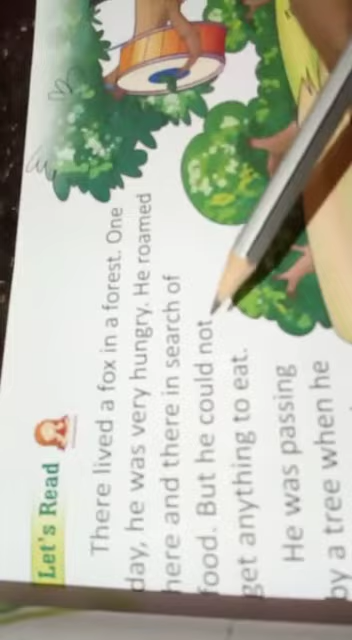 Let's Read
There lived a fox in a forest. One
day, he was very hungry. He roamed
here and there in search of
food. But he could not
get anything to eat.
He was passing
by a tree when he